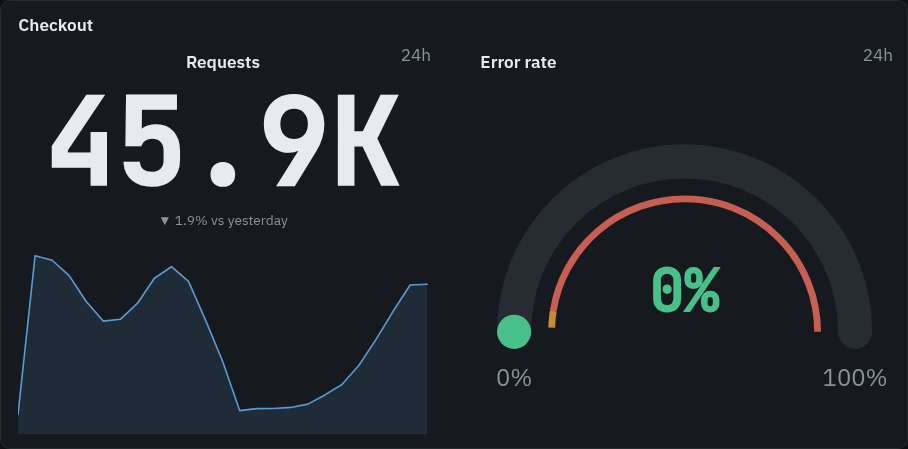 Checkout
Requests
24h
45.9K
▼ 1.9% vs yesterday
Error rate
24h
0%
0%
100%